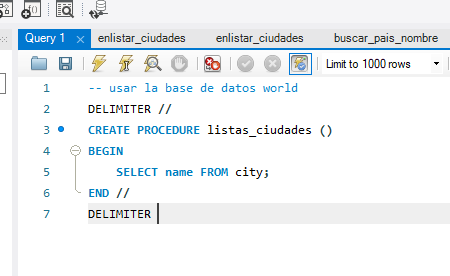 Query 1 × enlistar_ciudades enlistar_ciudades buscar_pais_nombre
Limit to 1000 rows
1 -- usar la base de datos world
2 DELIMITER //
3 CREATE PROCEDURE listas_ciudades ()
4 BEGIN
5 SELECT name FROM city;
6 END //
7 DELIMITER